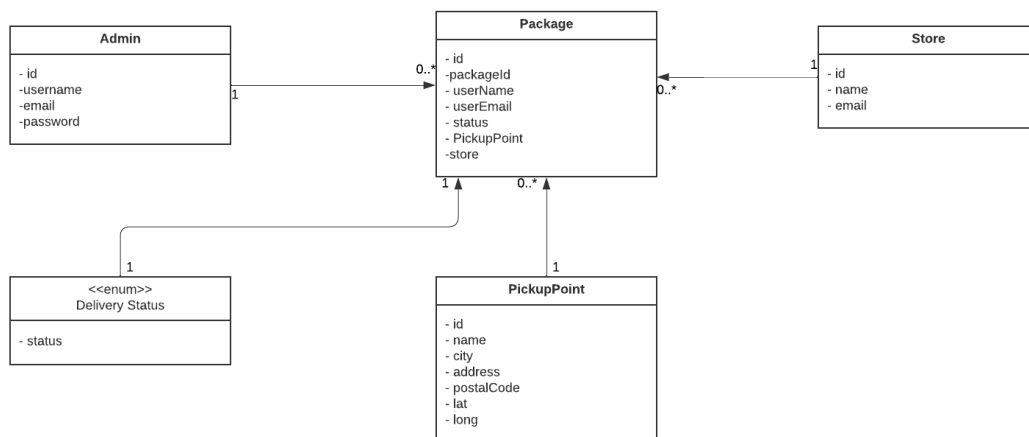 Admin
- id
-username
-email
-password
1
0..*
Package
- id
-packageId
- userName
- userEmail
- status
- PickupPoint
-store
Store
- id
- name
- email
1
0..*
1
0..*
1
<<enum>>
Delivery Status
- status
1
PickupPoint
- id
- name
- city
- address
- postalCode
- lat
- long